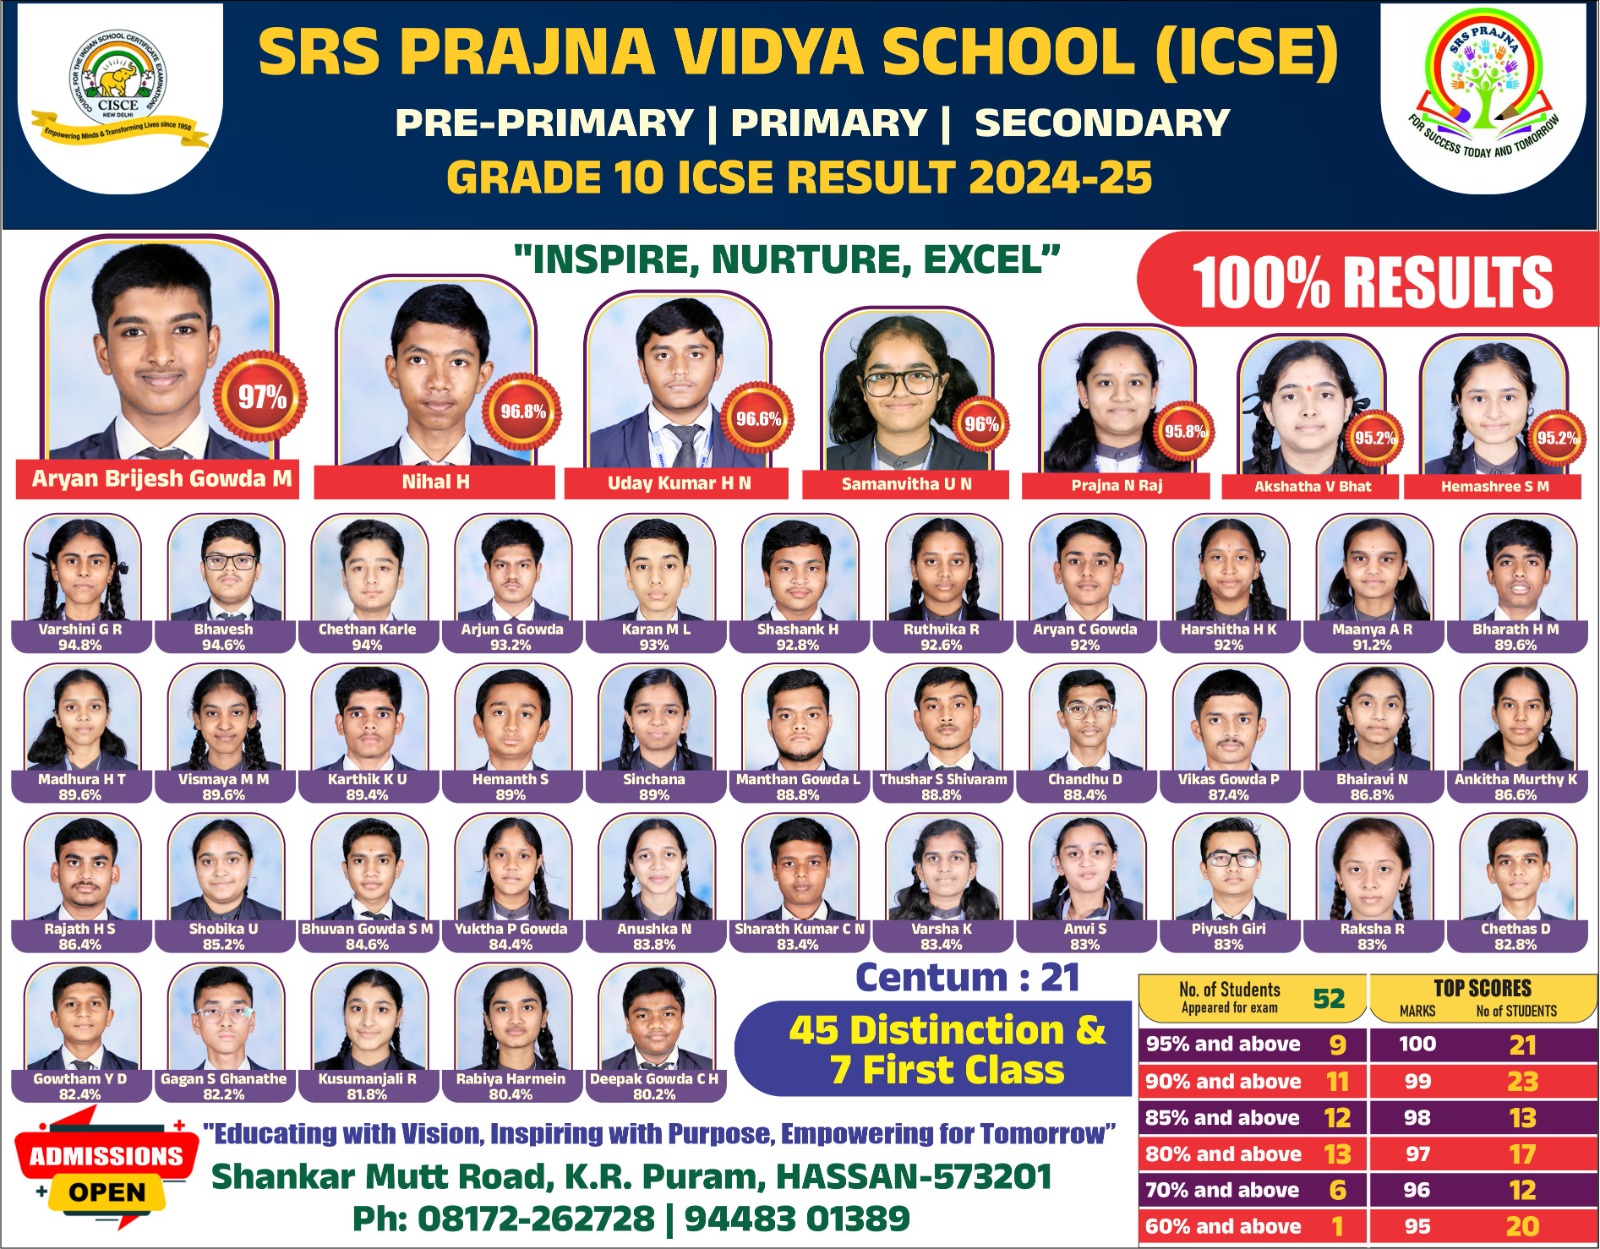 COUNCIL FOR THE INDIAN SCHOOL CERTIFICATE EXAMINATIONS
CISCE
NEW DELHI
Empowering Minds & Transforming Lives since 1958
SRS PRAJNA VIDYA SCHOOL (ICSE)
PRE-PRIMARY | PRIMARY | SECONDARY
GRADE 10 ICSE RESULT 2024-25
SRS PRAJNA
FOR SUCCESS TODAY AND TOMORROW
"INSPIRE, NURTURE, EXCEL”
100% RESULTS
97%
96.8%
96.6%
96%
95.8%
95.2%
95.2%
Aryan Brijesh Gowda M
Nihal H
Uday Kumar H N
Samanvitha U N
Prajna N Raj
Akshatha V Bhat
Hemashree S M
Varshini G R
94.8%
Bhavesh
94.6%
Chethan Karle
94%
Arjun G Gowda
93.2%
Karan M L
93%
Shashank H
92.8%
Ruthvika R
92.6%
Aryan C Gowda
92%
Harshitha H K
92%
Maanya A R
91.2%
Bharath H M
89.6%
Madhura H T
89.6%
Vismaya M M
89.6%
Karthik K U
89.4%
Hemanth S
89%
Sinchana
89%
Manthan Gowda L
88.8%
Thushar S Shivaram
88.8%
Chandhu D
88.4%
Vikas Gowda P
87.4%
Bhairavi N
86.8%
Ankitha Murthy K
86.6%
Rajath H S
86.4%
Shobika U
85.2%
Bhuvan Gowda S M
84.6%
Yuktha P Gowda
84.4%
Anushka N
83.8%
Sharath Kumar C N
83.4%
Varsha K
83.4%
Anvi S
83%
Piyush Giri
83%
Raksha R
83%
Chethas D
82.8%
Gowtham Y D
82.4%
Gagan S Ghanathe
82.2%
Kusumanjali R
81.8%
Rabiya Harmein
80.4%
Deepak Gowda C H
80.2%
Centum : 21
45 Distinction &
7 First Class
No. of Students
Appeared for exam
52
TOP SCORES
MARKS No of STUDENTS
95% and above 9 100 21
90% and above 11 99 23
85% and above 12 98 13
80% and above 13 97 17
70% and above 6 96 12
60% and above 1 95 20
ADMISSIONS
OPEN
"Educating with Vision, Inspiring with Purpose, Empowering for Tomorrow”
Shankar Mutt Road, K.R. Puram, HASSAN-573201
Ph: 08172-262728 | 94483 01389